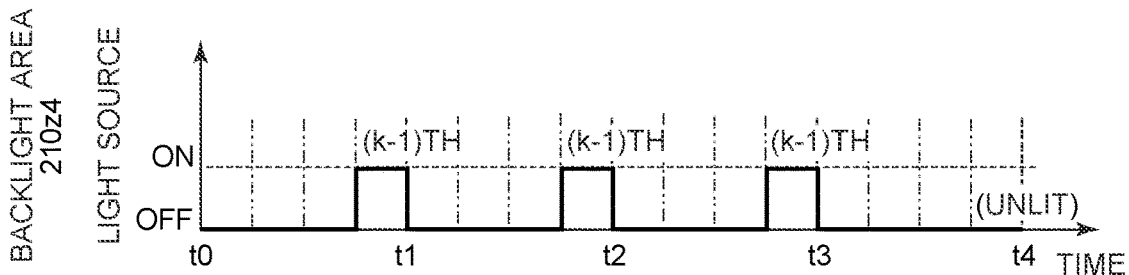 BACKLIGHT AREA
210z4
LIGHT SOURCE
ON
OFF
(k-1)TH (k-1)TH (k-1)TH
(UNLIT)
t0 t1 t2 t3 t4 TIME